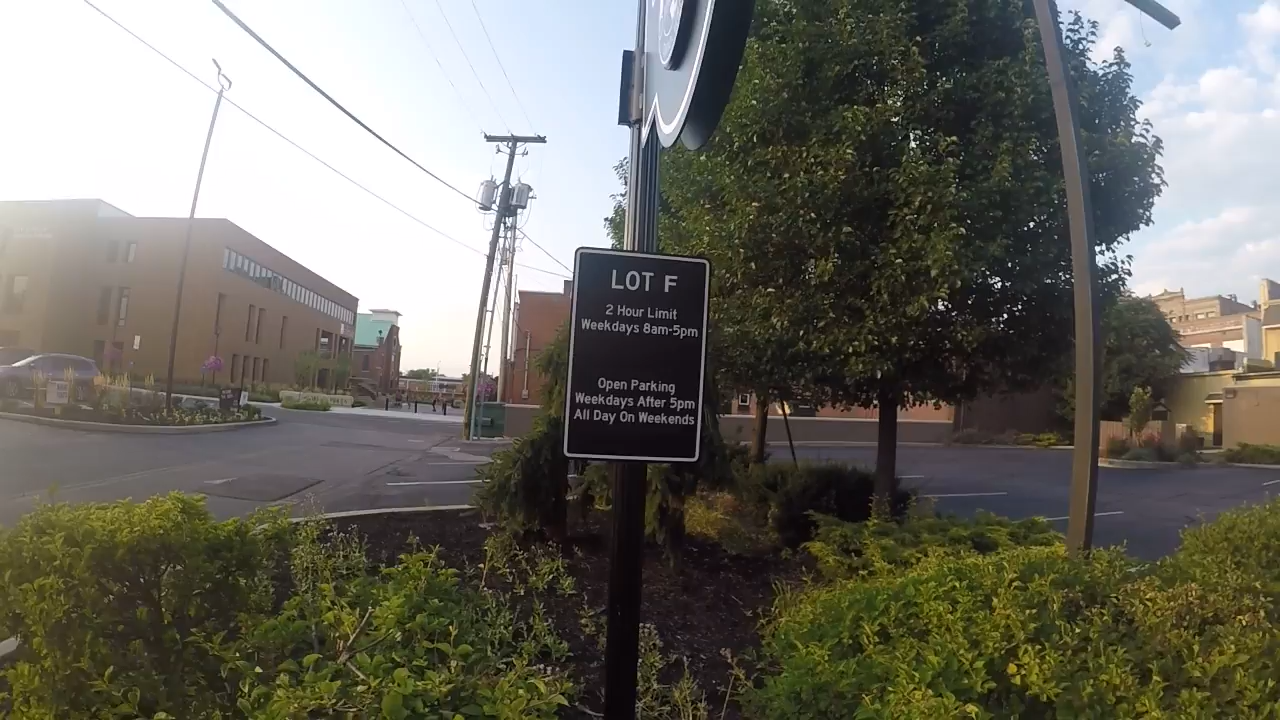 LOT F
2 Hour Limit
Weekdays 8am-5pm
Open Parking
Weekdays After 5pm
All Day On Weekends